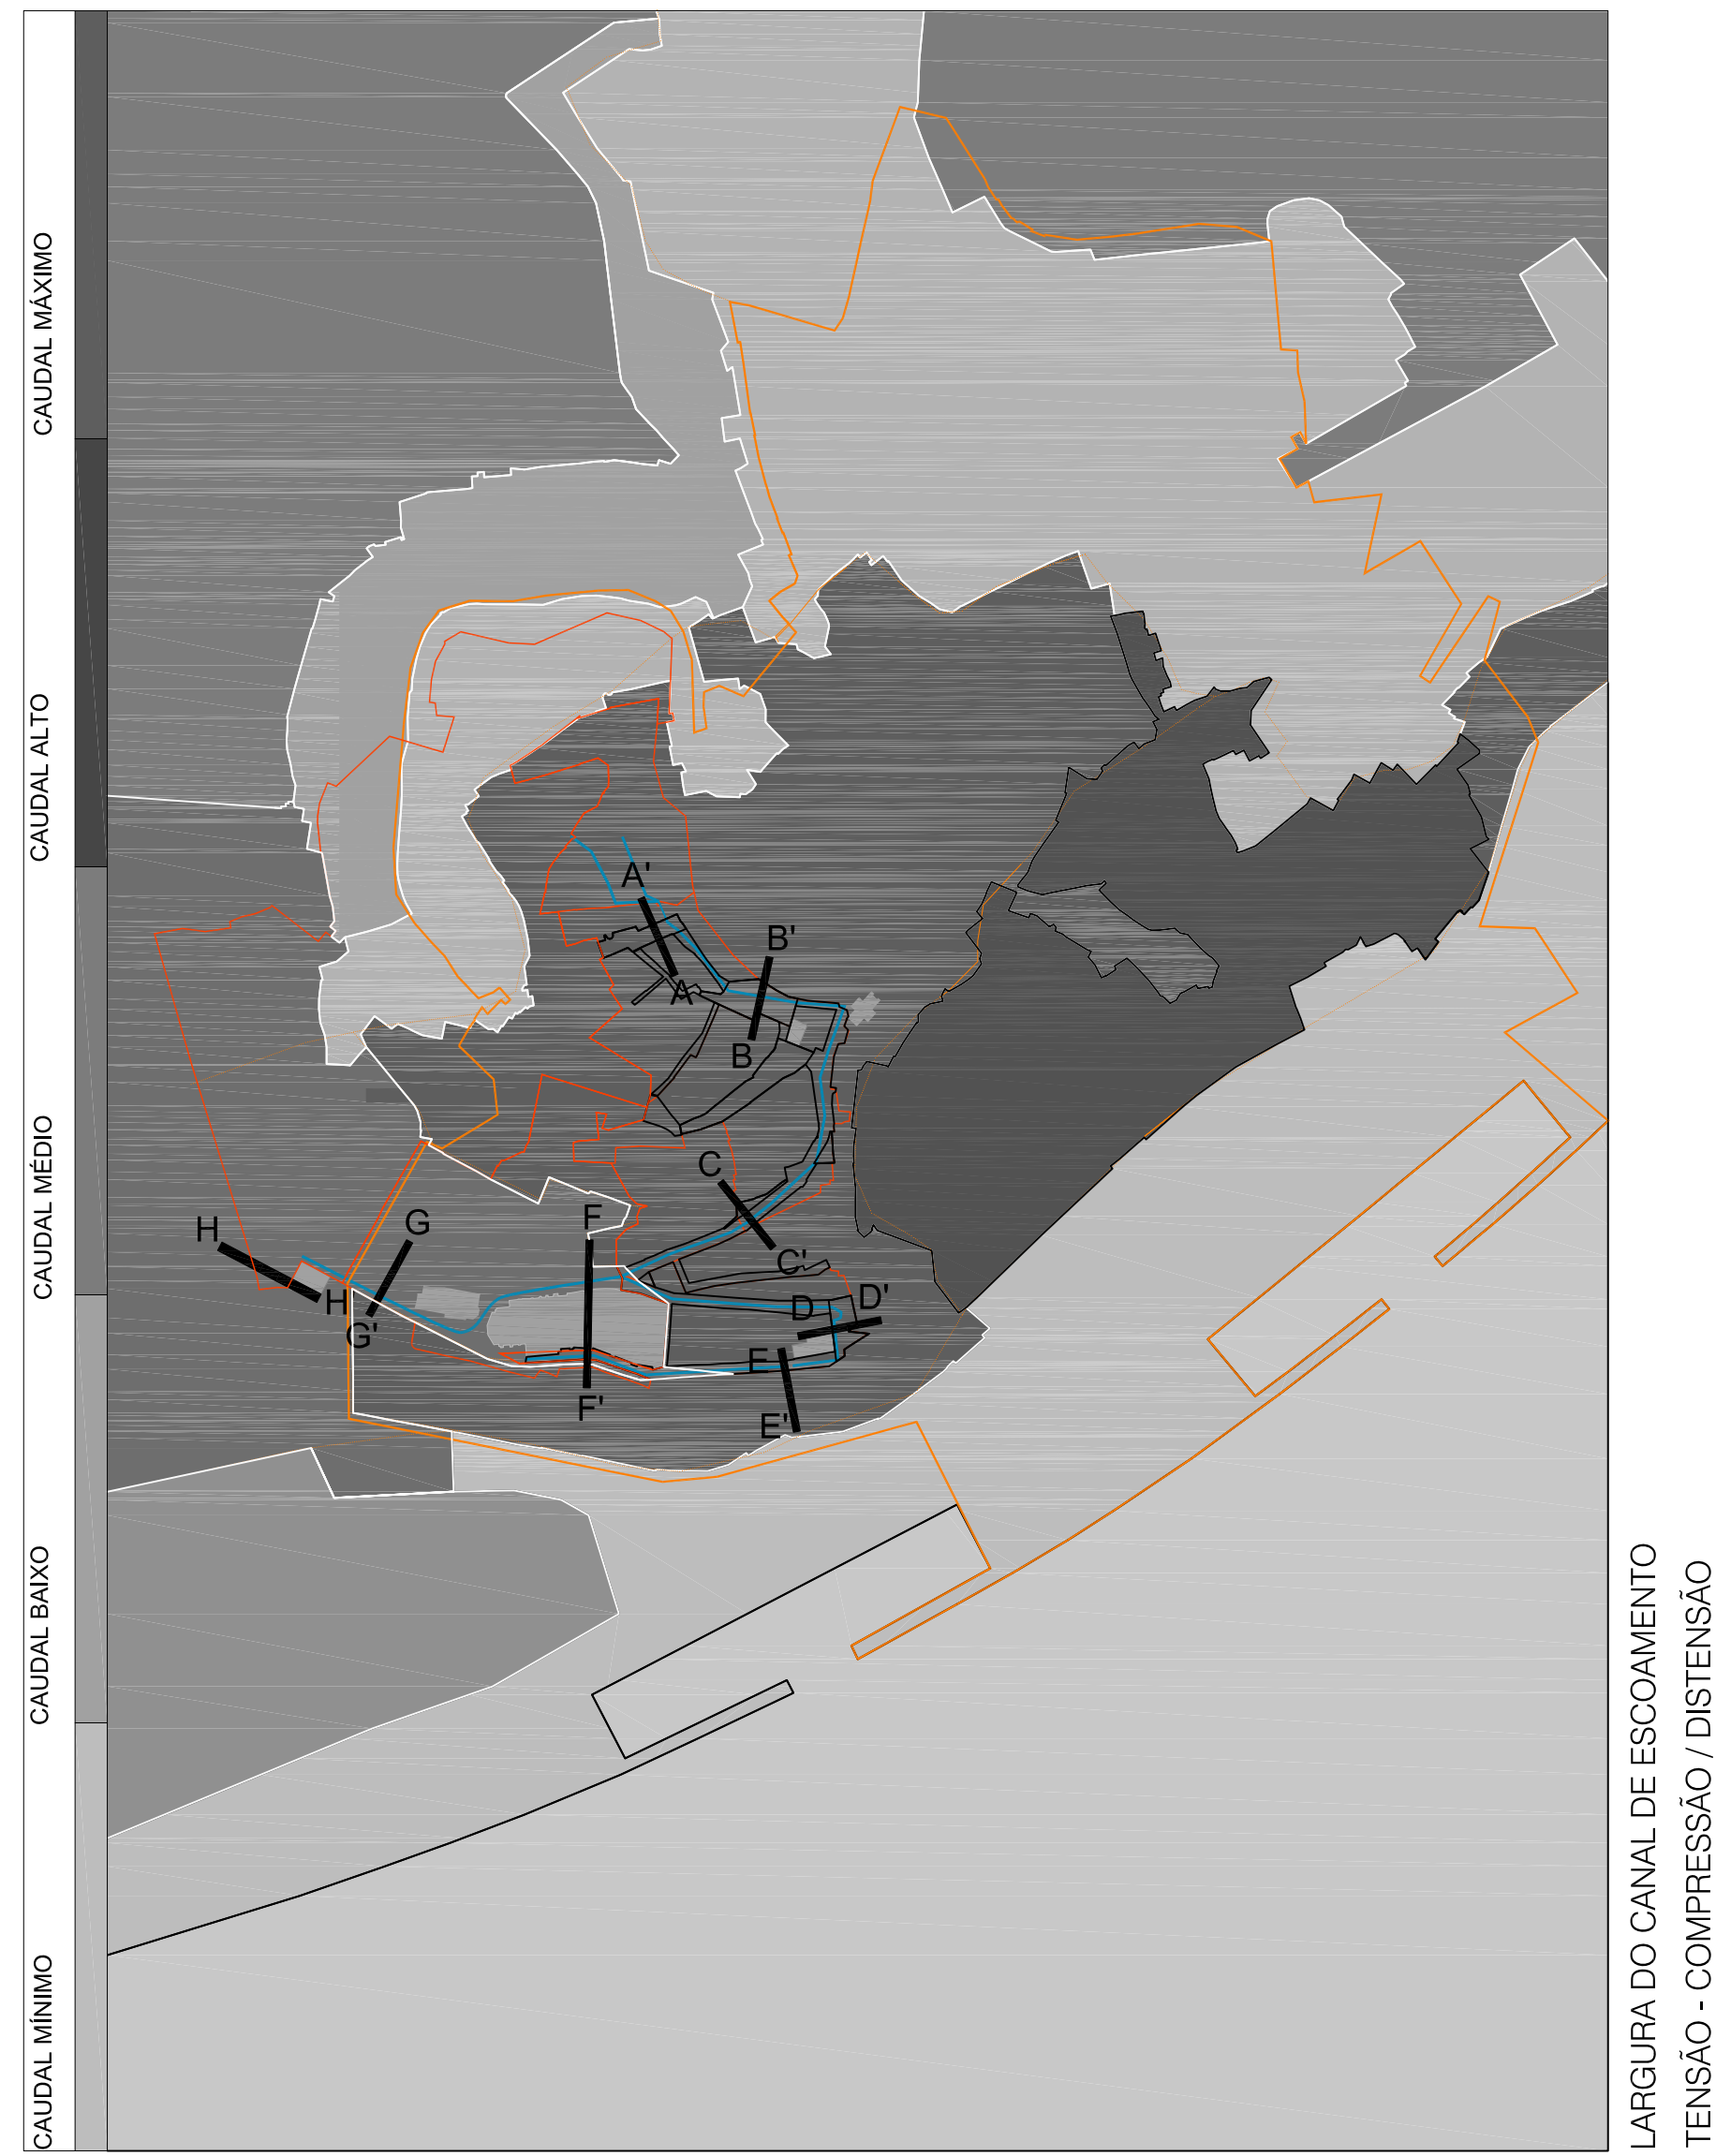 CAUDAL MÁXIMO
CAUDAL ALTO
CAUDAL MÉDIO
CAUDAL BAIXO
CAUDAL MÍNIMO
A'
A
B'
B
C
C'
D
D'
E
E'
F
F'
G
G'
H
H
LARGURA DO CANAL DE ESCOAMENTO
TENSÃO - COMPRESSÃO / DISTENSÃO